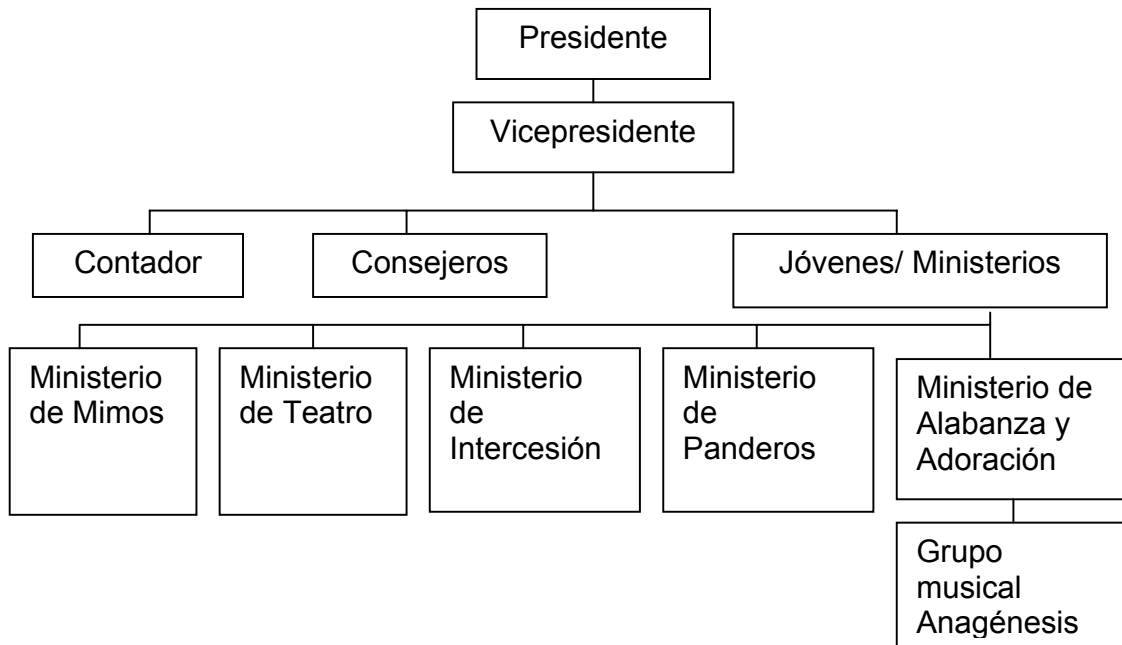 Presidente
Vicepresidente
Contador
Consejeros
Jóvenes/ Ministerios
Ministerio
de Mimos
Ministerio
de Teatro
Ministerio
de
Intercesión
Ministerio
de
Panderos
Ministerio de
Alabanza y
Adoración
Grupo
musical
Anagénesis